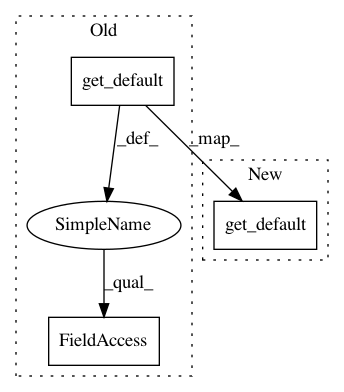 Old
get_default
_def_
_map_
New
SimpleName
get_default
_qual_
FieldAccess